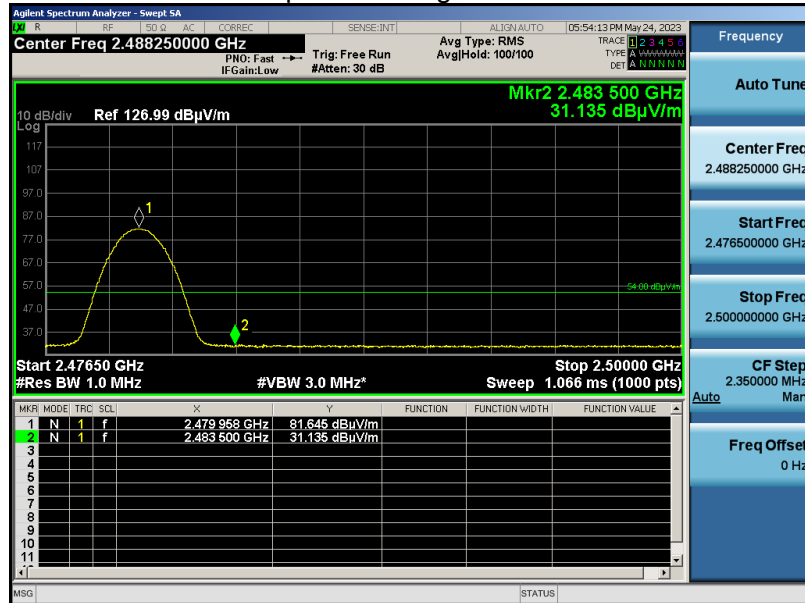 Agilent Spectrum Analyzer - Swept SA
LXI R RF 50 Ω AC CORREC SENSE:INT ALIGN AUTO 05:54:13 PM May 24, 2023
Center Freq 2.488250000 GHz
PNO: Fast
IFGain:Low
Trig: Free Run
#Atten: 30 dB
Avg Type: RMS
Avg|Hold: 100/100
TRACE 1 2 3 4 5 6
TYPE A WWWWW
DET A N N N N N
Mkr2 2.483 500 GHz
31.135 dBµV/m
10 dB/div Ref 126.99 dBµV/m
Log
117
107
97.0
87.0
77.0
67.0
57.0
47.0
37.0
1
2
54.00 dBµV/m
Start 2.47650 GHz Stop 2.50000 GHz
#Res BW 1.0 MHz #VBW 3.0 MHz* Sweep 1.066 ms (1000 pts)
MKR MODE TRC SCL X Y FUNCTION FUNCTION WIDTH FUNCTION VALUE
1 N 1 f 2.479 958 GHz 81.645 dBµV/m
2 N 1 f 2.483 500 GHz 31.135 dBµV/m
3
4
5
6
7
8
9
10
11
MSG STATUS
Frequency
Auto Tune
Center Freq
2.488250000 GHz
Start Freq
2.476500000 GHz
Stop Freq
2.500000000 GHz
CF Step
2.350000 MHz
Auto Man
Freq Offset
0 Hz